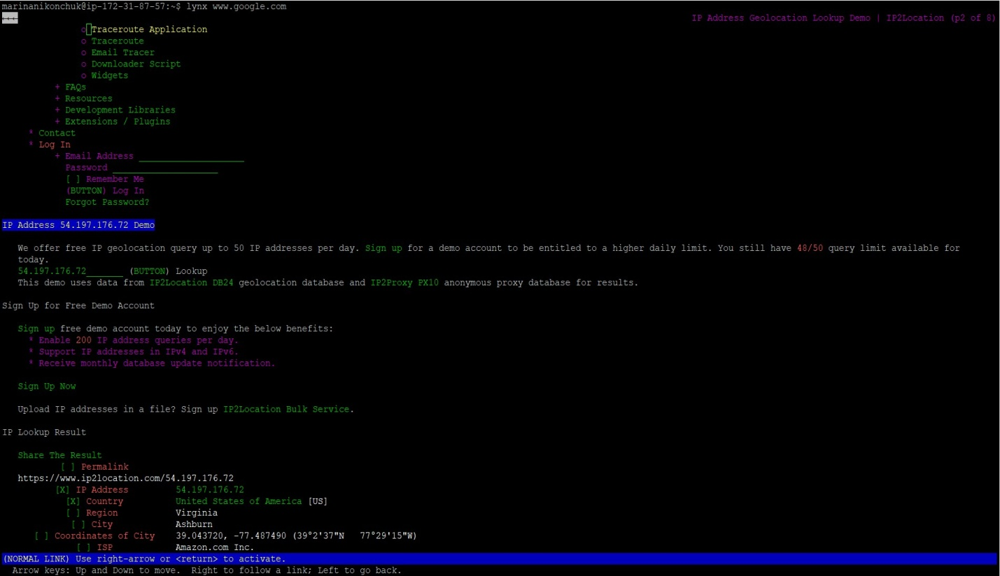 marinanikonchuk@ip-172-31-87-57:~$ lynx www.google.com
IP Address Geolocation Lookup Demo | IP2Location (p2 of 8)
o Traceroute Application
o Traceroute
o Email Tracer
o Downloader Script
o Widgets
+ FAQs
+ Resources
+ Development Libraries
+ Extensions / Plugins
* Contact
* Log In
+ Email Address ____________________
Password ____________________
[ ] Remember Me
(BUTTON) Log In
Forgot Password?
IP Address 54.197.176.72 Demo
We offer free IP geolocation query up to 50 IP addresses per day. Sign up for a demo account to be entitled to a higher daily limit. You still have 48/50 query limit available for
today.
54.197.176.72_______ (BUTTON) Lookup
This demo uses data from IP2Location DB24 geolocation database and IP2Proxy PX10 anonymous proxy database for results.
Sign Up for Free Demo Account
Sign up free demo account today to enjoy the below benefits:
* Enable 200 IP address queries per day.
* Support IP addresses in IPv4 and IPv6.
* Receive monthly database update notification.
Sign Up Now
Upload IP addresses in a file? Sign up IP2Location Bulk Service.
IP Lookup Result
Share The Result
[ ] Permalink
https://www.ip2location.com/54.197.176.72
[X] IP Address 54.197.176.72
[X] Country United States of America [US]
[ ] Region Virginia
[ ] City Ashburn
[ ] Coordinates of City 39.043720, -77.487490 (39°2'37"N 77°29'15"W)
[ ] ISP Amazon.com Inc.
(NORMAL LINK) Use right-arrow or <return> to activate.
Arrow keys: Up and Down to move. Right to follow a link; Left to go back.